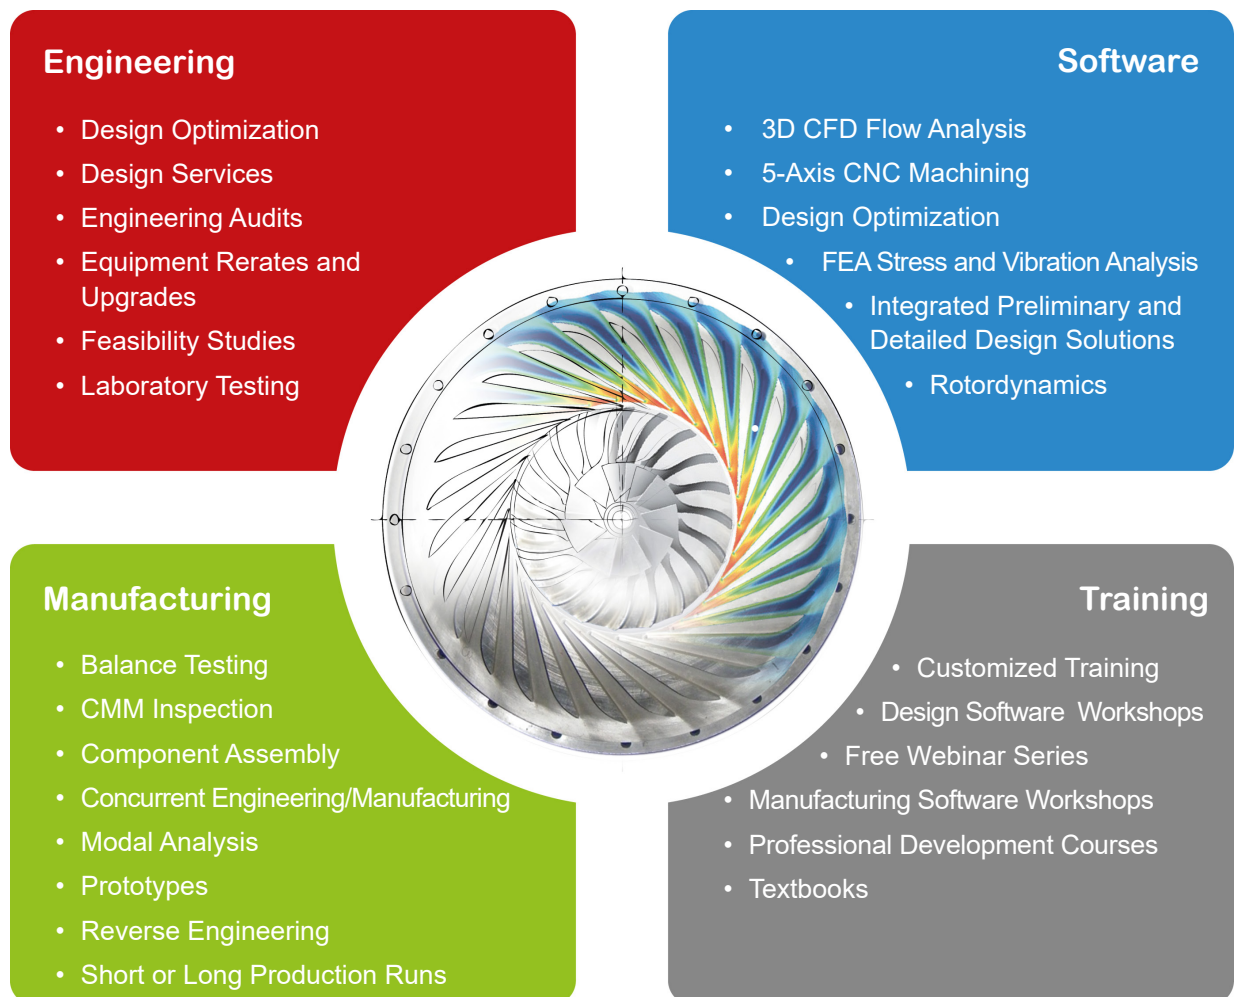 Engineering
• Design Optimization
• Design Services
• Engineering Audits
• Equipment Rerates and
Upgrades
• Feasibility Studies
• Laboratory Testing
Software
• 3D CFD Flow Analysis
• 5-Axis CNC Machining
• Design Optimization
• FEA Stress and Vibration Analysis
• Integrated Preliminary and
Detailed Design Solutions
• Rotordynamics
Manufacturing
• Balance Testing
• CMM Inspection
• Component Assembly
• Concurrent Engineering/Manufacturing
• Modal Analysis
• Prototypes
• Reverse Engineering
• Short or Long Production Runs
Training
• Customized Training
• Design Software Workshops
• Free Webinar Series
• Manufacturing Software Workshops
• Professional Development Courses
• Textbooks